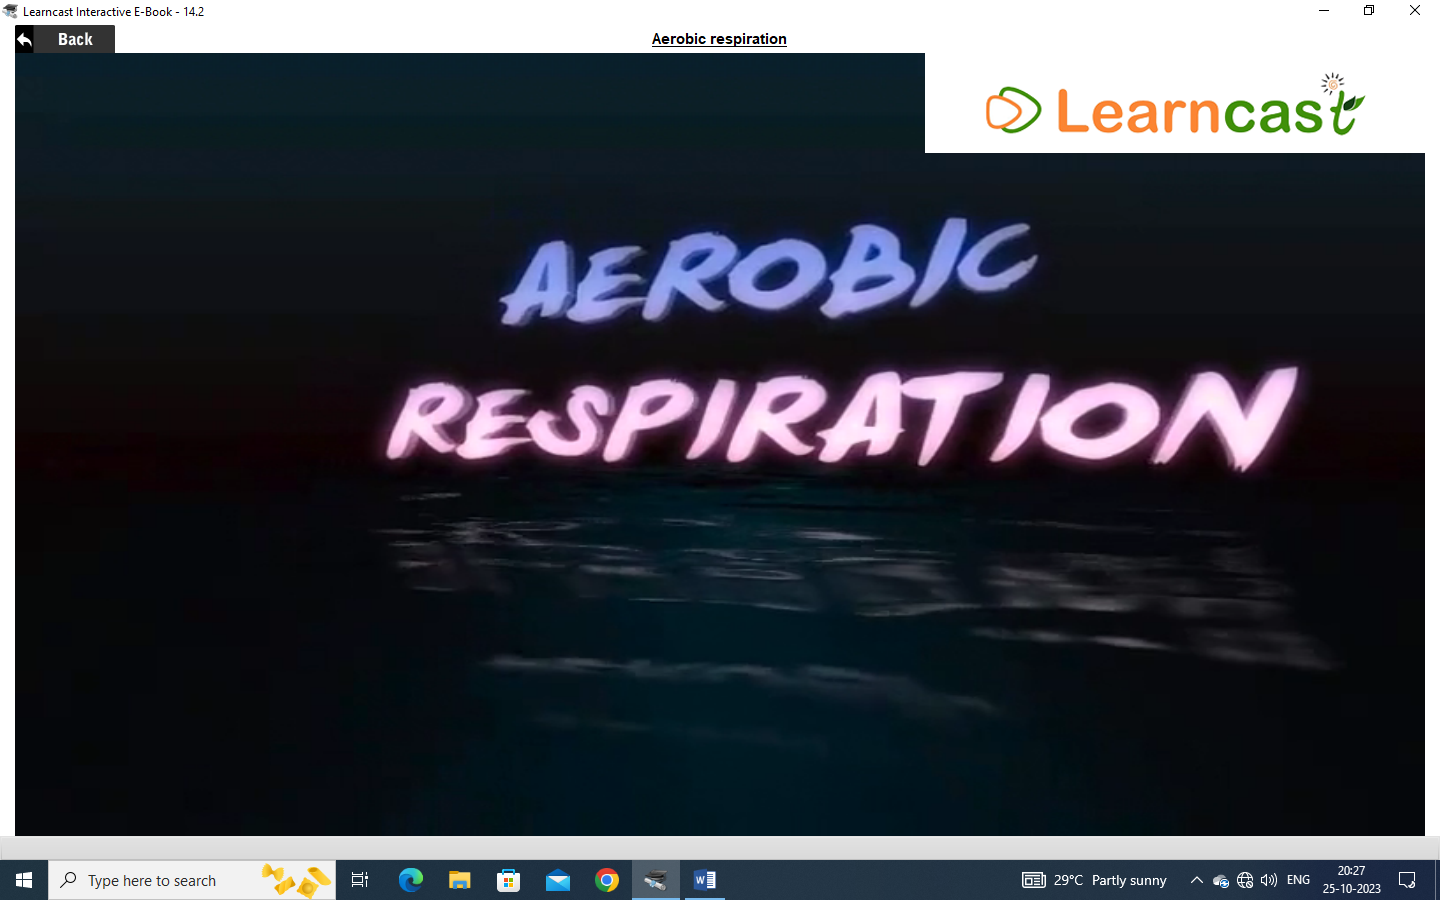 Learncast Interactive E-Book - 14.2
Back
Aerobic respiration
Learncast
AEROBIC
RESPIRATION
Type here to search
29°C Partly sunny
ENG
20:27
25-10-2023